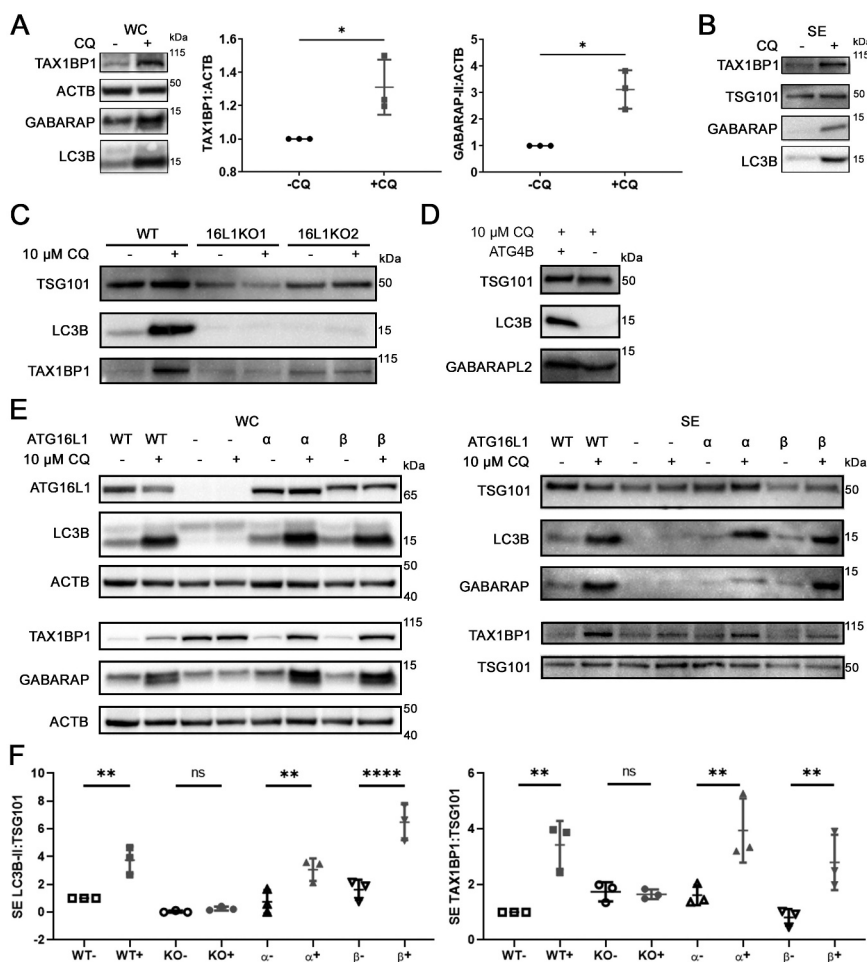 A
WC
kDa
CQ - +
TAX1BP1 115
ACTB 50
GABARAP 15
LC3B 15
TAX1BP1:ACTB
1.6
1.4
1.2
1.0
0.8
*
-CQ +CQ
GABARAP-II:ACTB
5
4
3
2
1
0
*
-CQ +CQ
B
SE
kDa
CQ - +
TAX1BP1 115
TSG101 50
GABARAP 15
LC3B 15
C
WT 16L1KO1 16L1KO2
10 µM CQ - + - + - + kDa
TSG101 50
LC3B 15
TAX1BP1 115
D
10 µM CQ + +
ATG4B + - kDa
TSG101 50
LC3B 15
GABARAPL2
E
WC
ATG16L1 WT WT - - α α β β
10 µM CQ - + - + - + - + kDa
ATG16L1 65
LC3B 15
ACTB 50
40
TAX1BP1 115
GABARAP 15
ACTB 50
40
SE
ATG16L1 WT WT - - α α β β
10 µM CQ - + - + - + - + kDa
TSG101 50
LC3B 15
GABARAP 15
TAX1BP1 115
TSG101 50
F
SE LC3B-II:TSG101
10
8
6
4
2
0
-2
** ns ** ****
WT- WT+ KO- KO+ α- α+ β- β+
SE TAX1BP1:TSG101
6
4
2
0
** ns ** **
WT- WT+ KO- KO+ α- α+ β- β+